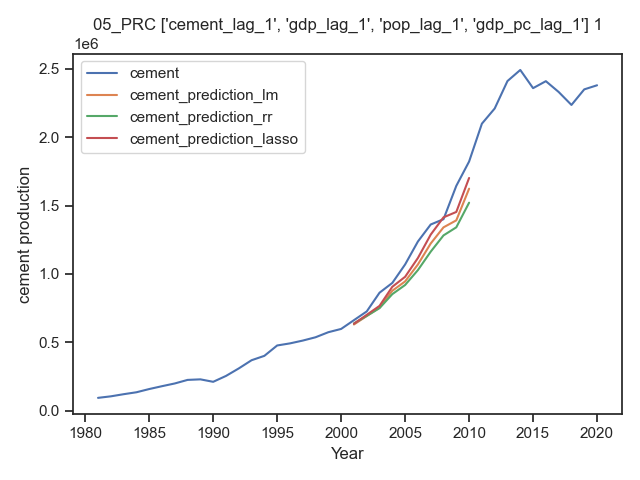 05_PRC ['cement_lag_1', 'gdp_lag_1', 'pop_lag_1', 'gdp_pc_lag_1'] 1
1e6
cement
cement_prediction_lm
cement_prediction_rr
cement_prediction_lasso
2.5
2.0
1.5
1.0
0.5
0.0
cement production
1980 1985 1990 1995 2000 2005 2010 2015 2020
Year